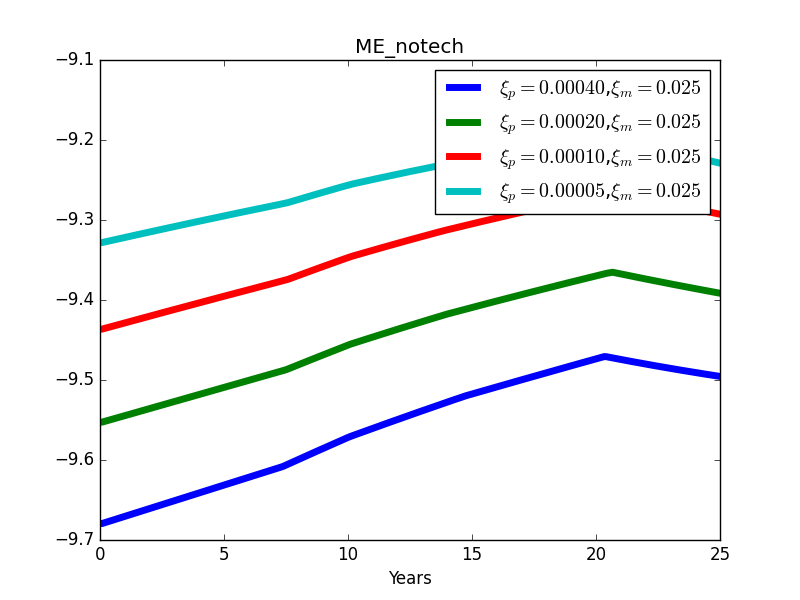 ME_notech
−9.1
−9.2
−9.3
−9.4
−9.5
−9.6
−9.7
ξp = 0.00040,ξm = 0.025
ξp = 0.00020,ξm = 0.025
ξp = 0.00010,ξm = 0.025
ξp = 0.00005,ξm = 0.025
0 5 10 15 20 25
Years